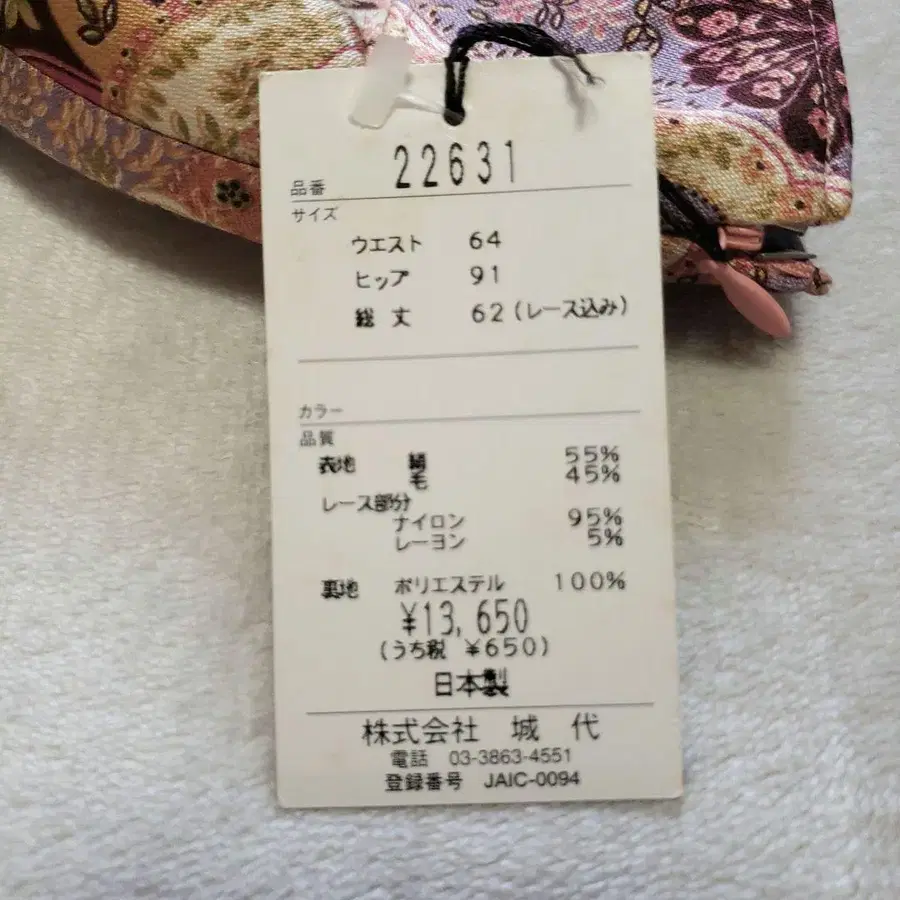 品番 22631
サイズ
ウエスト 64
ヒップ 91
総丈 62(レース込み)
カラー
品質
表地 絹 55%
毛 45%
レース部分
ナイロン 95%
レーヨン 5%
裏地 ポリエステル 100%
¥13,650
(うち税 ¥650)
日本製
株式会社 城代
電話 03-3863-4551
登録番号 JAIC-0094